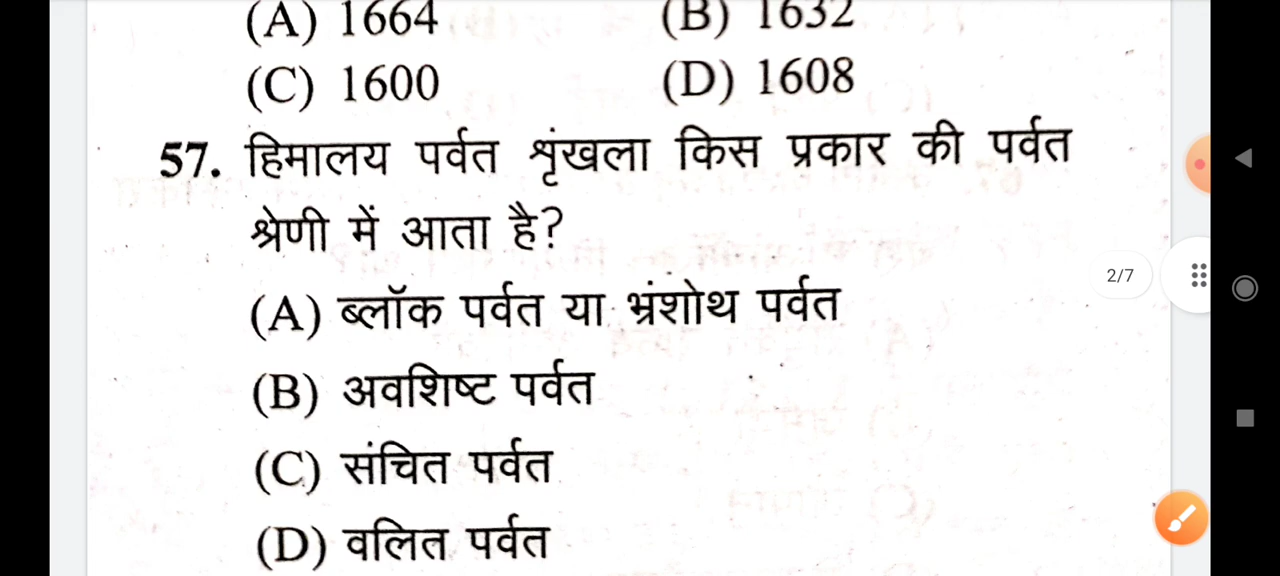 (A) 1664 (B) 1632
(C) 1600 (D) 1608
57. हिमालय पर्वत श्रृंखला किस प्रकार की पर्वत
श्रेणी में आता है?
2/7
(A) ब्लॉक पर्वत या भ्रंशोथ पर्वत
(B) अवशिष्ट पर्वत
(C) संचित पर्वत
(D) वलित पर्वत